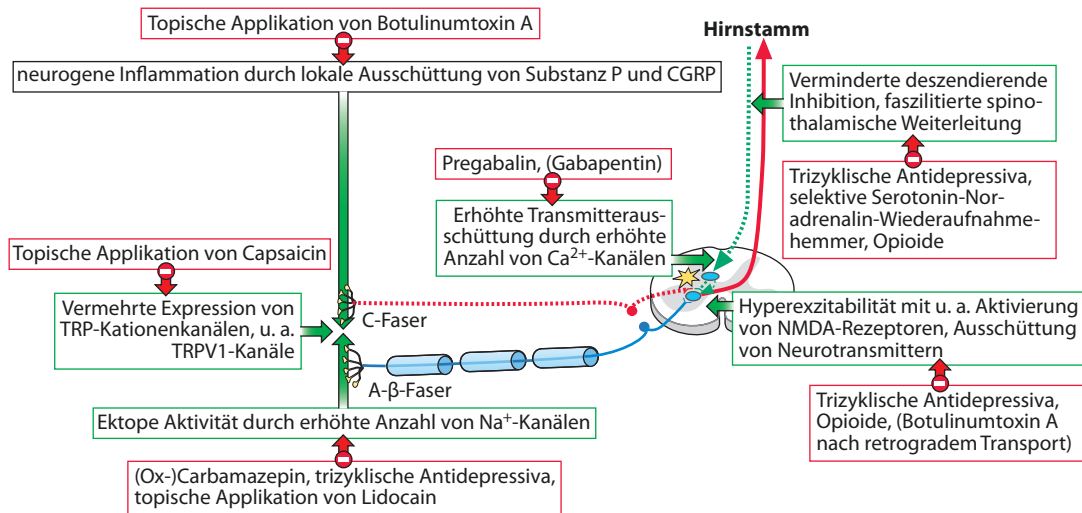 Topische Applikation von Botulinumtoxin A
neurogene Inflammation durch lokale Ausschüttung von Substanz P und CGRP
Hirnstamm
Verminderte deszendierende
Inhibition, faszilitierte spino-
thalamische Weiterleitung
Trizyklische Antidepressiva,
selektive Serotonin-Nor-
adrenalin-Wiederaufnahme-
hemmer, Opioide
Pregabalin, (Gabapentin)
Erhöhte Transmitteraus-
schüttung durch erhöhte
Anzahl von Ca²⁺-Kanälen
Topische Applikation von Capsaicin
Vermehrte Expression von
TRP-Kationenkanälen, u. a.
TRPV1-Kanäle
C-Faser
A-β-Faser
Hyperexzitabilität mit u. a. Aktivierung
von NMDA-Rezeptoren, Ausschüttung
von Neurotransmittern
Trizyklische Antidepressiva,
Opioide, (Botulinumtoxin A
nach retrogradem Transport)
Ektope Aktivität durch erhöhte Anzahl von Na⁺-Kanälen
(Ox-)Carbamazepin, trizyklische Antidepressiva,
topische Applikation von Lidocain